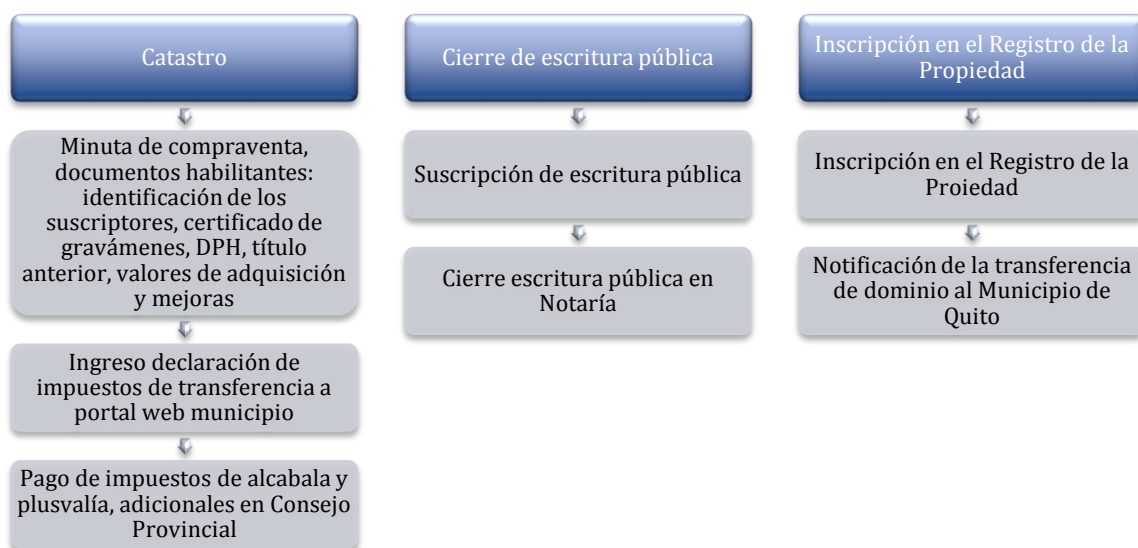 Catastro
Minuta de compraventa,
documentos habilitantes:
identificación de los
suscriptores, certificado de
gravámenes, DPH, título
anterior, valores de adquisición
y mejoras
Ingreso declaración de
impuestos de transferencia a
portal web municipio
Pago de impuestos de alcabala y
plusvalía, adicionales en Consejo
Provincial
Cierre de escritura pública
Suscripción de escritura pública
Cierre escritura pública en
Notaría
Inscripción en el Registro de la
Propiedad
Inscripción en el Registro de la
Proiedad
Notificación de la transferencia
de dominio al Municipio de
Quito